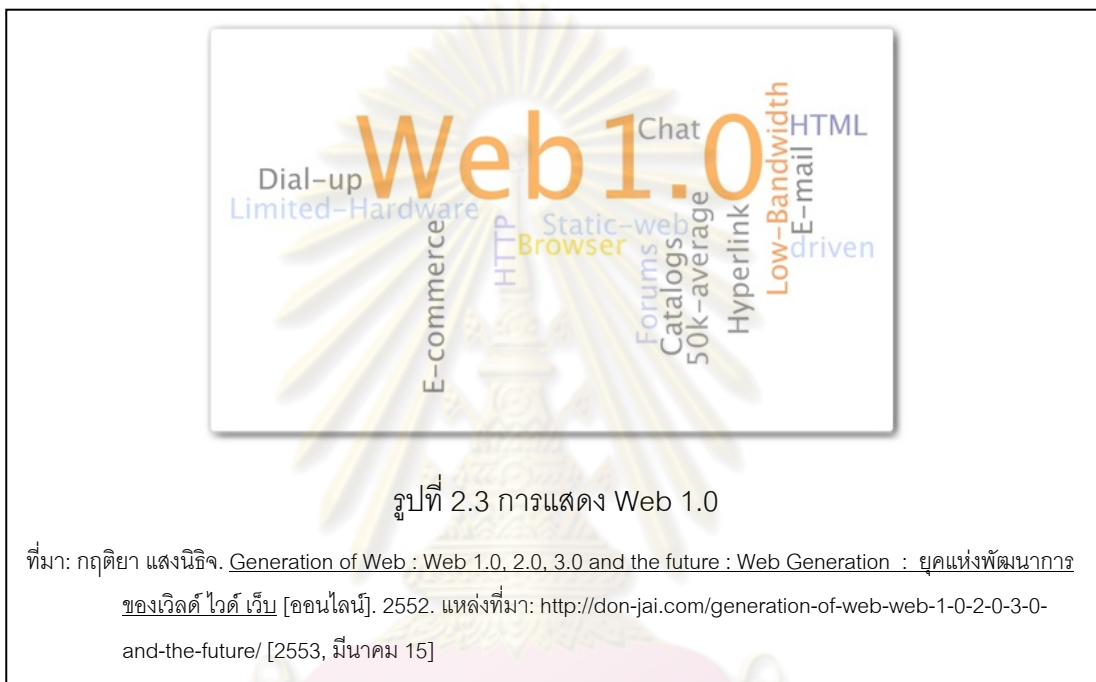 Web1.0
Chat
HTML
Dial-up
Limited-Hardware
Static-web
Browser
driven
E-commerce
HTTP
Forums
Catalogs
50k-average
Hyperlink
Low-Bandwidth
E-mail
รูปที่ 2.3 การแสดง Web 1.0
ที่มา: กฤติยา แสงนิธิจ. Generation of Web : Web 1.0, 2.0, 3.0 and the future : Web Generation : ยุคแห่งพัฒนาการ
ของเวิลด์ ไวด์ เว็บ [ออนไลน์]. 2552. แหล่งที่มา: http://don-jai.com/generation-of-web-web-1-0-2-0-3-0-
and-the-future/ [2553, มีนาคม 15]